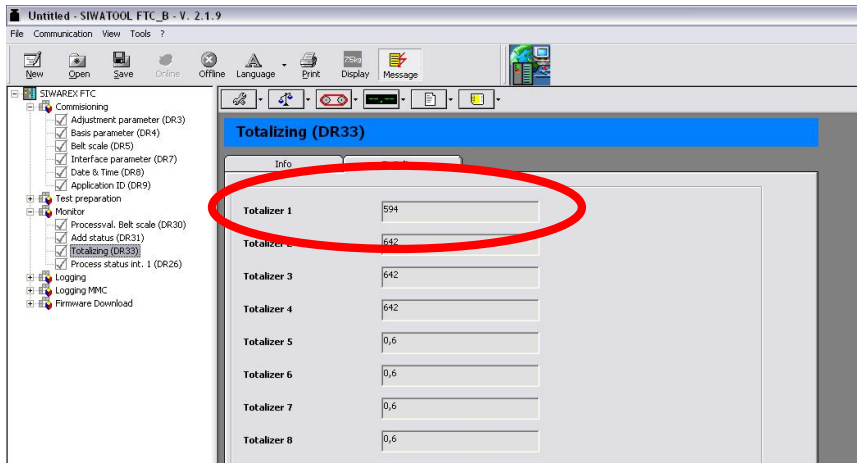 Untitled - SIWATOOL FTC_B - V. 2.1.9
File Communication View Tools ?
New Open Save Online Offline Language Print 75kg Display Message
SIWAREX FTC
Commisioning
Adjustment parameter (DR3)
Basis parameter (DR4)
Belt scale (DR5)
Interface parameter (DR7)
Date & Time (DR8)
Application ID (DR9)
Test preparation
Monitor
Processval. Belt scale (DR30)
Add status (DR31)
Totalizing (DR33)
Process status int. 1 (DR26)
Logging
Logging MMC
Firmware Download
Totalizing (DR33)
Info
Totalizer 1 594
Totalizer 2 642
Totalizer 3 642
Totalizer 4 642
Totalizer 5 0,6
Totalizer 6 0,6
Totalizer 7 0,6
Totalizer 8 0,6